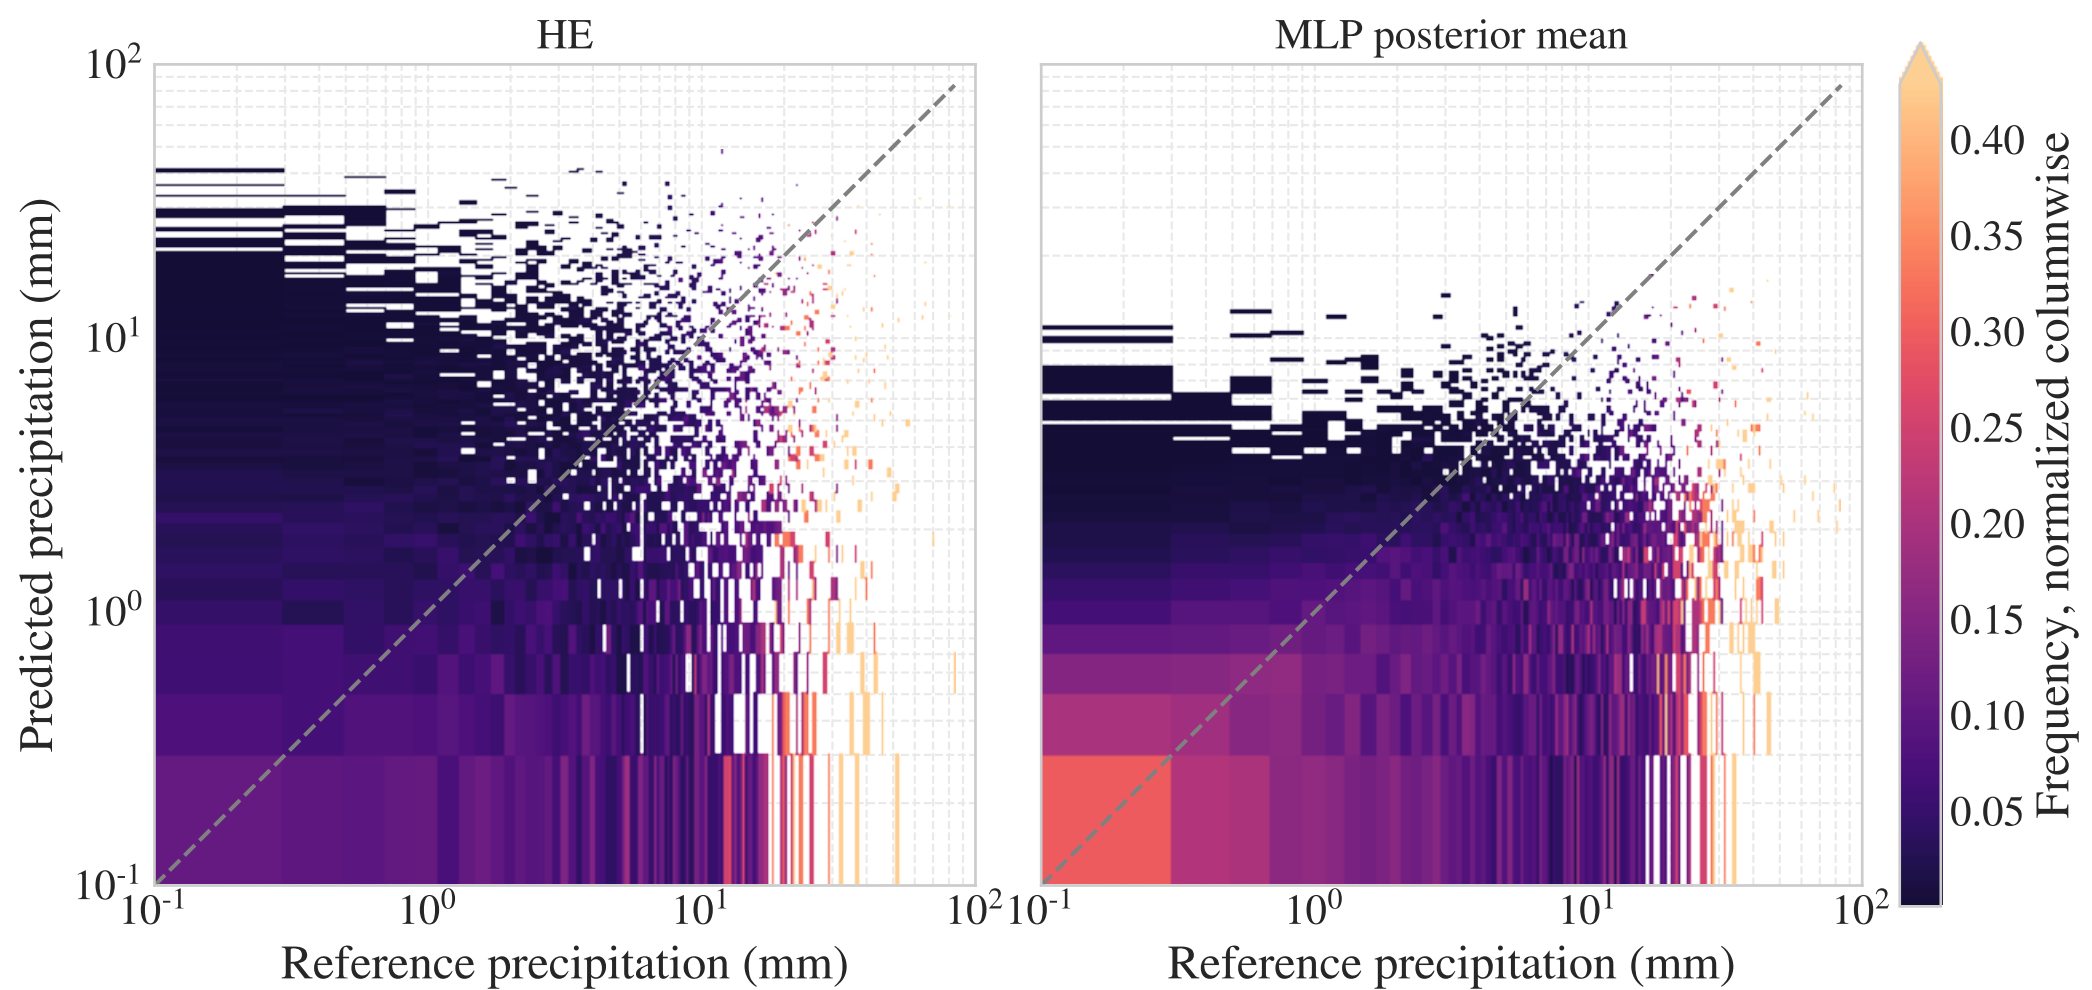 HE
MLP posterior mean
Predicted precipitation (mm)
10²
10¹
10⁰
10⁻¹
10⁻¹ 10⁰ 10¹ 10²
10⁻¹ 10⁰ 10¹ 10²
Reference precipitation (mm)
Reference precipitation (mm)
0.40
0.35
0.30
0.25
0.20
0.15
0.10
0.05
Frequency, normalized columnwise